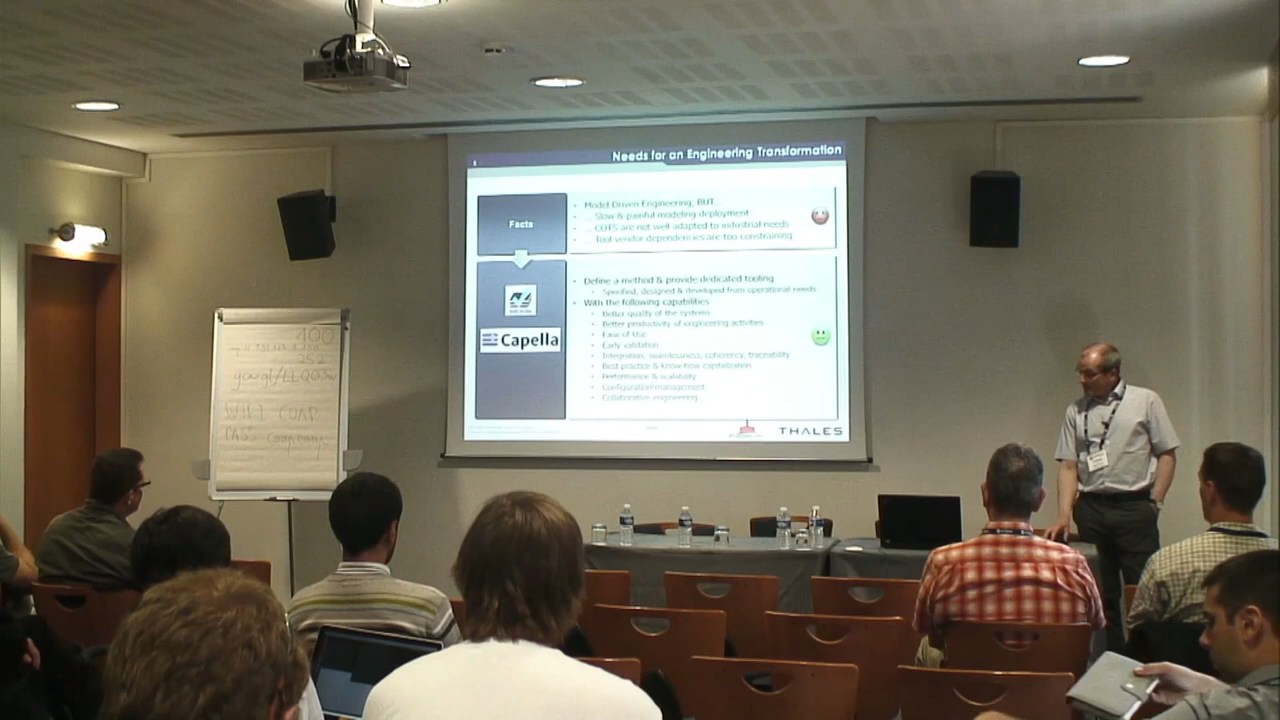 Needs for an Engineering Transformation
Facts
Model Driven Engineering, BUT...
... Slow & painful modeling deployment
... COTS are not well adapted to industrial needs
... Tool vendor dependencies are too constraining
Define a method & provide dedicated tooling
Specified, designed & developed from operational needs
With the following capabilities
Better quality of the systems
Better productivity of engineering activities
Ease of Use
Early validation
Integration, seamlessness, coherency, traceability
Best practice & know-how capitalization
Performance & scalability
Configuration management
Collaborative engineering
Capella
THALES
400
252
WIFI CONF
PASS